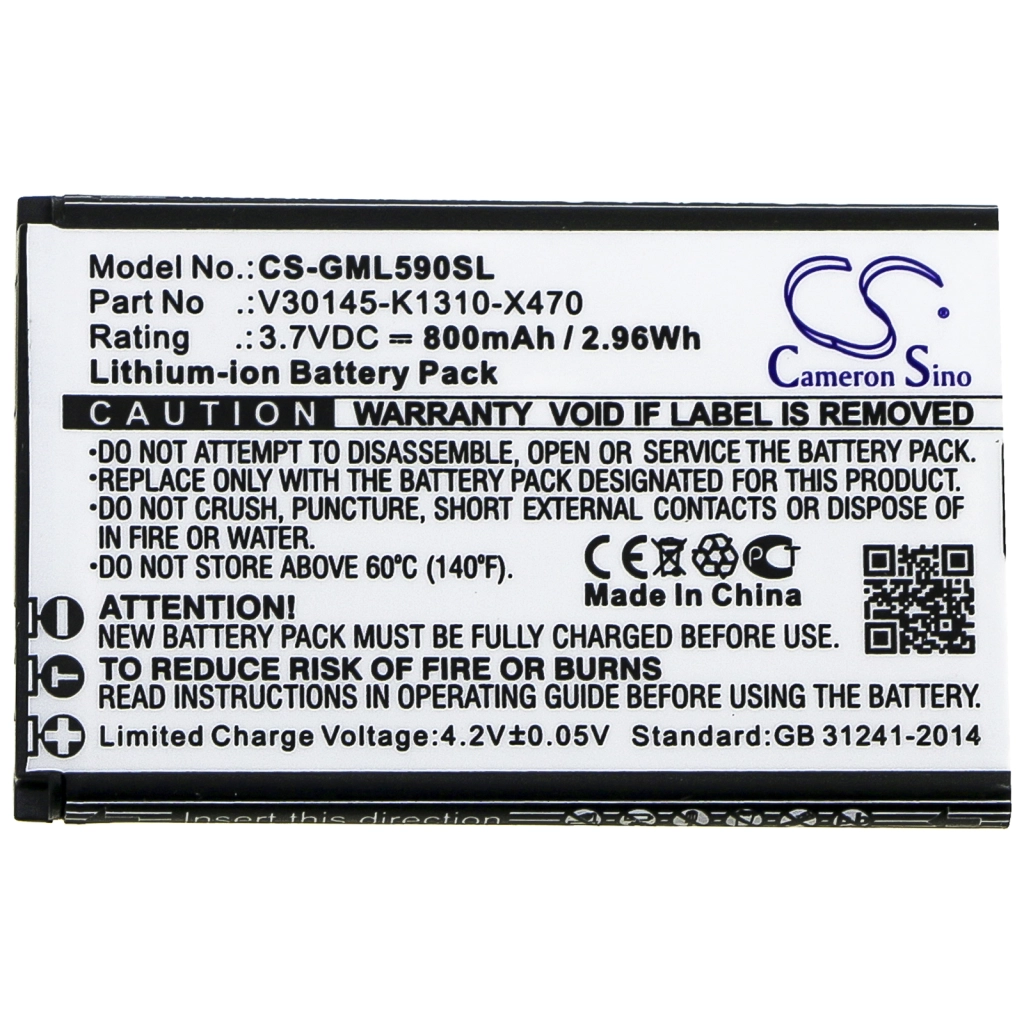 Model No.:CS-GML590SL
Part No .:V30145-K1310-X470
Rating .:3.7VDC ⎓ 800mAh / 2.96Wh
Lithium-ion Battery Pack
CS
Cameron Sino
CAUTION WARRANTY VOID IF LABEL IS REMOVED
•DO NOT ATTEMPT TO DISASSEMBLE, OPEN OR SERVICE THE BATTERY PACK.
•REPLACE ONLY WITH THE BATTERY PACK DESIGNATED FOR THIS PRODUCT.
•DO NOT CRUSH, PUNCTURE, SHORT EXTERNAL CONTACTS OR DISPOSE OF
IN FIRE OR WATER.
•DO NOT STORE ABOVE 60°C (140°F).
CE
Made In China
ATTENTION!
NEW BATTERY PACK MUST BE FULLY CHARGED BEFORE USE.
T
TO REDUCE RISK OF FIRE OR BURNS
READ INSTRUCTIONS IN OPERATING GUIDE BEFORE USING THE BATTERY.
Limited Charge Voltage:4.2V±0.05V Standard:GB 31241-2014
Insert this direction